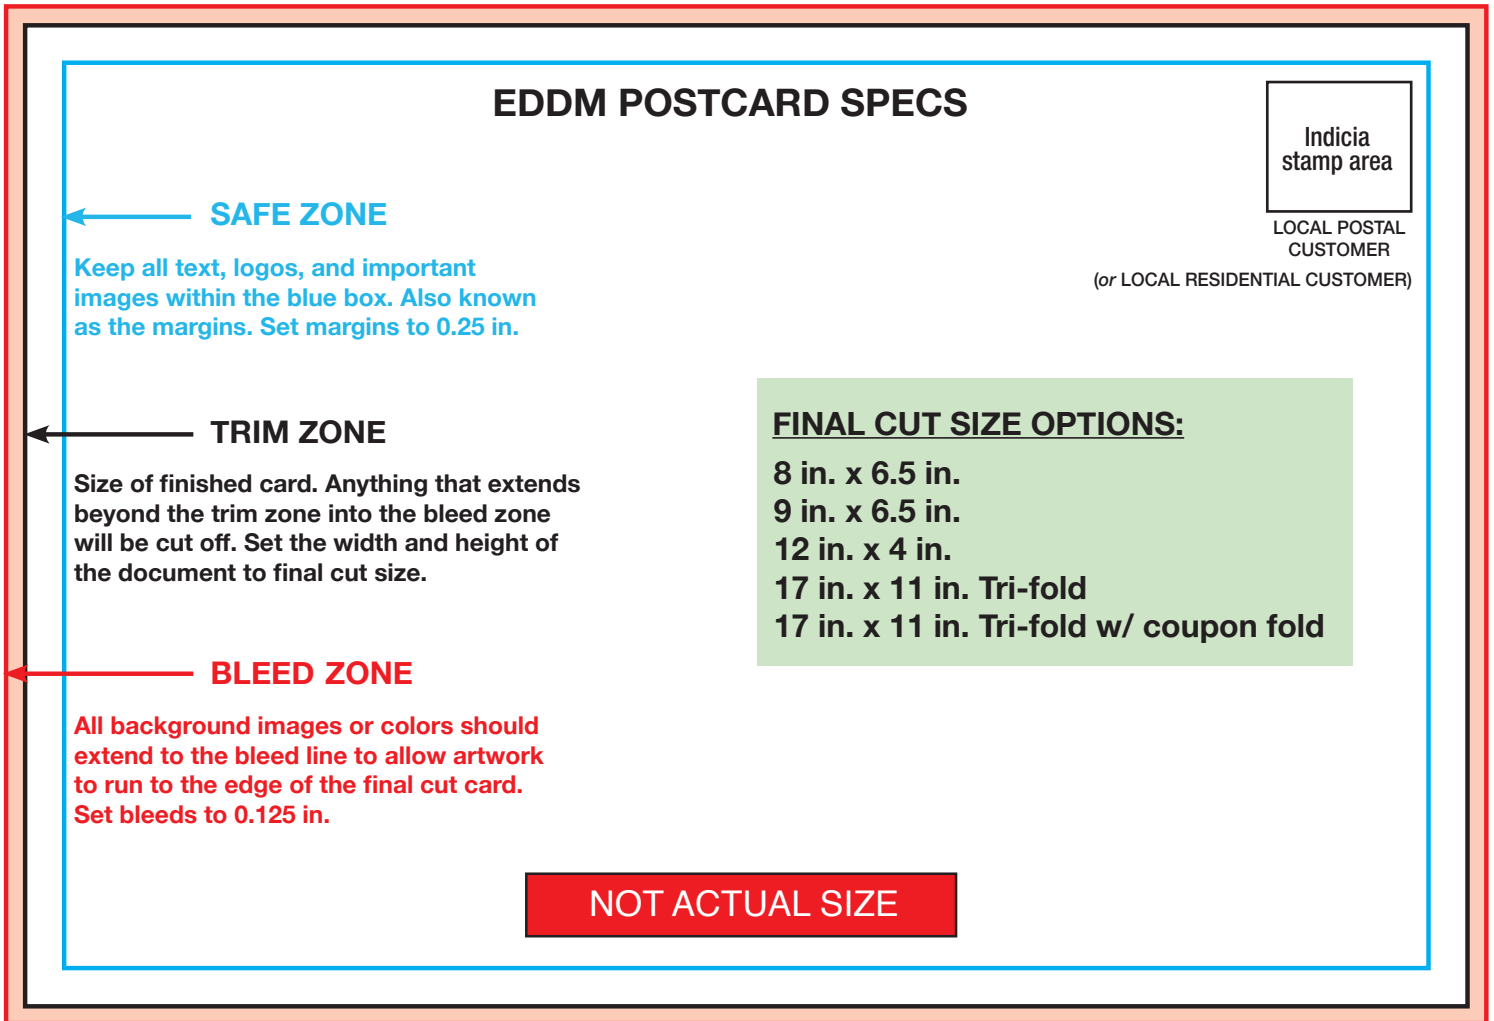 EDDM POSTCARD SPECS
Indicia
stamp area
LOCAL POSTAL
CUSTOMER
(or LOCAL RESIDENTIAL CUSTOMER)
SAFE ZONE
Keep all text, logos, and important
images within the blue box. Also known
as the margins. Set margins to 0.25 in.
TRIM ZONE
Size of finished card. Anything that extends
beyond the trim zone into the bleed zone
will be cut off. Set the width and height of
the document to final cut size.
FINAL CUT SIZE OPTIONS:
8 in. x 6.5 in.
9 in. x 6.5 in.
12 in. x 4 in.
17 in. x 11 in. Tri-fold
17 in. x 11 in. Tri-fold w/ coupon fold
BLEED ZONE
All background images or colors should
extend to the bleed line to allow artwork
to run to the edge of the final cut card.
Set bleeds to 0.125 in.
NOT ACTUAL SIZE